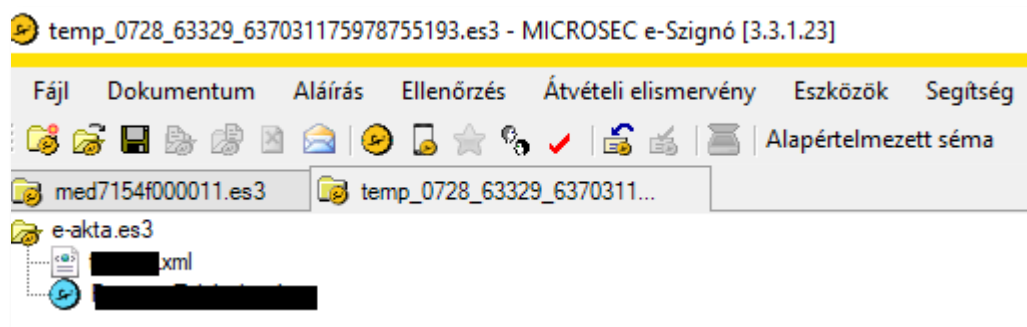 temp_0728_63329_637031175978755193.es3 - MICROSEC e-Szignó [3.3.1.23]
Fájl Dokumentum Aláírás Ellenőrzés Átvételi elismervény Eszközök Segítség
Alapértelmezett séma
med7154f000011.es3 temp_0728_63329_6370311...
e-akta.es3
.xml